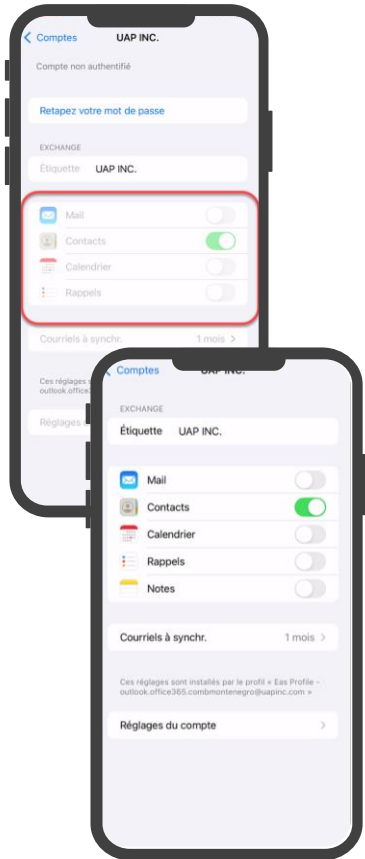 Comptes UAP INC.
Compte non authentifié
Retapez votre mot de passe
EXCHANGE
Étiquette UAP INC.
Mail
Contacts
Calendrier
Rappels
Courriels à synchr. 1 mois
Ces réglages
outlook.office
Réglages d
Comptes UAP INC.
EXCHANGE
Étiquette UAP INC.
Mail
Contacts
Calendrier
Rappels
Notes
Courriels à synchr. 1 mois
Ces réglages sont installés par le profil « Eas Profile -
outlook.office365.combmontenegro@uapinc.com »
Réglages du compte